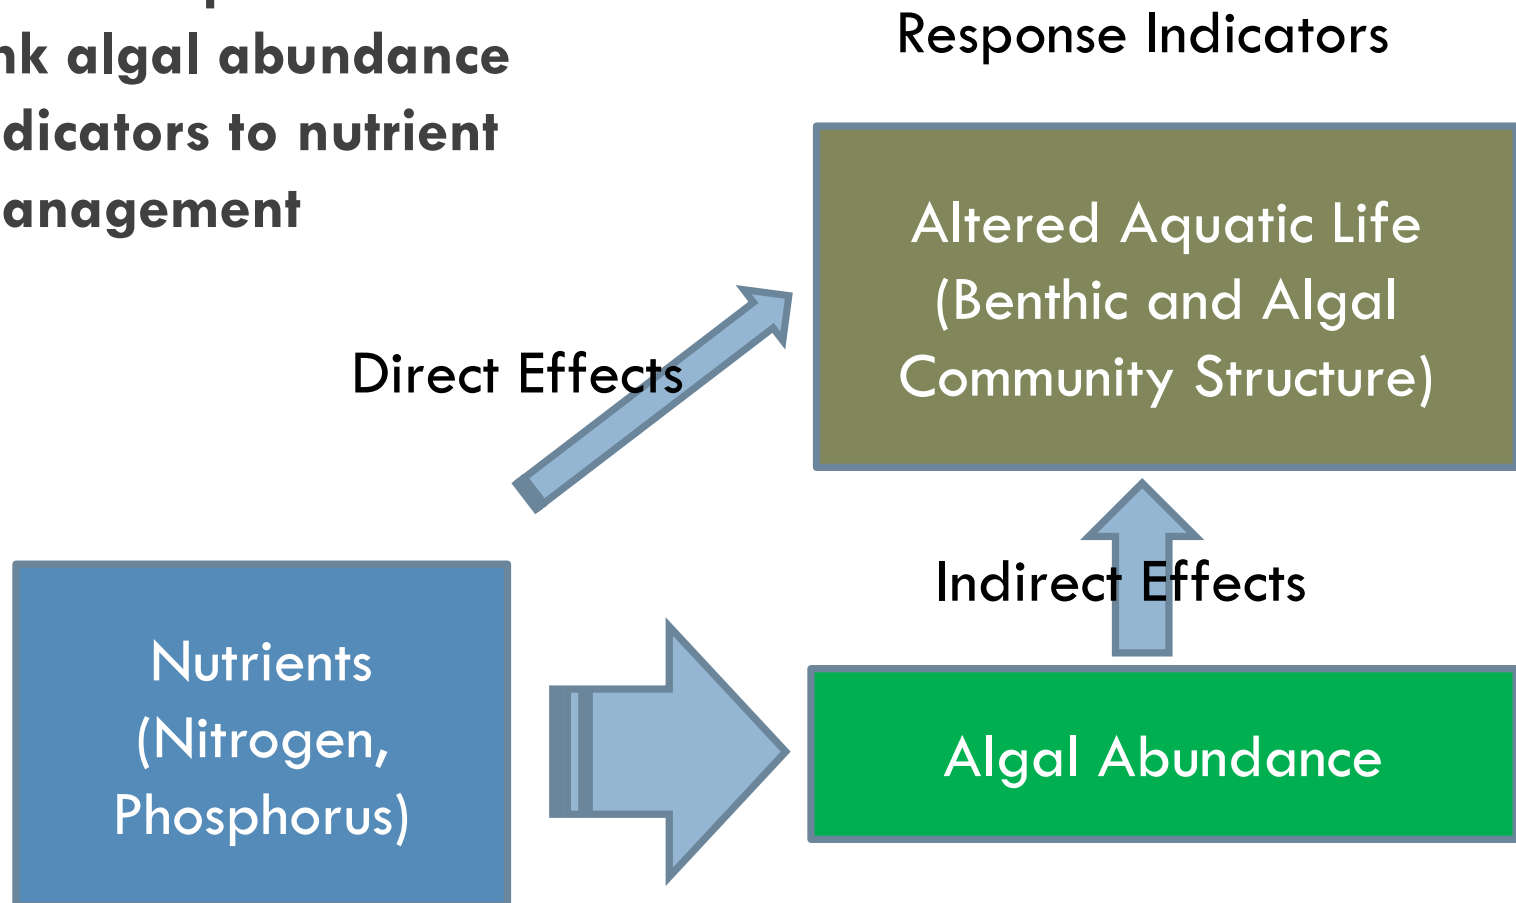 nk algal abundance
dicators to nutrient
anagement
Response Indicators
Altered Aquatic Life
(Benthic and Algal
Community Structure)
Direct Effects
Indirect Effects
Nutrients
(Nitrogen,
Phosphorus)
Algal Abundance